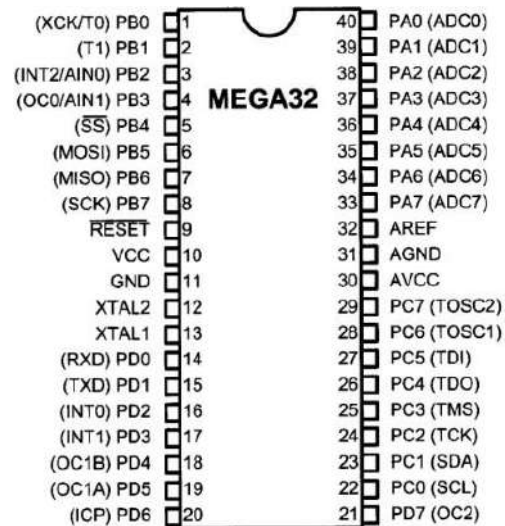 (XCK/T0) PB0 1 40 PA0 (ADC0)
(T1) PB1 2 39 PA1 (ADC1)
(INT2/AIN0) PB2 3 38 PA2 (ADC2)
(OC0/AIN1) PB3 4 MEGA32 37 PA3 (ADC3)
(SS) PB4 5 36 PA4 (ADC4)
(MOSI) PB5 6 35 PA5 (ADC5)
(MISO) PB6 7 34 PA6 (ADC6)
(SCK) PB7 8 33 PA7 (ADC7)
RESET 9 32 AREF
VCC 10 31 AGND
GND 11 30 AVCC
XTAL2 12 29 PC7 (TOSC2)
XTAL1 13 28 PC6 (TOSC1)
(RXD) PD0 14 27 PC5 (TDI)
(TXD) PD1 15 26 PC4 (TDO)
(INT0) PD2 16 25 PC3 (TMS)
(INT1) PD3 17 24 PC2 (TCK)
(OC1B) PD4 18 23 PC1 (SDA)
(OC1A) PD5 19 22 PC0 (SCL)
(ICP) PD6 20 21 PD7 (OC2)